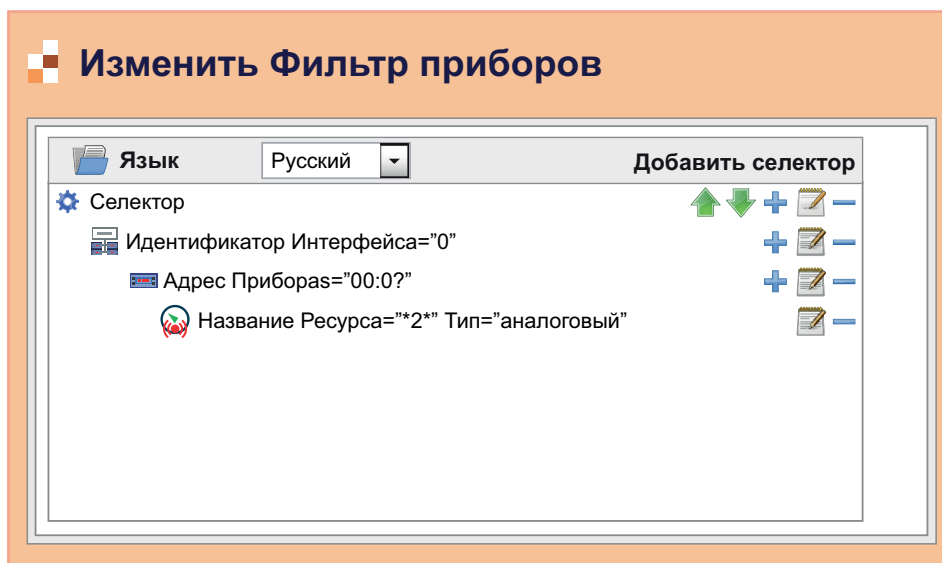 Изменить Фильтр приборов
Язык Русский Добавить селектор
Селектор
Идентификатор Интерфейса=”0”
Адрес Приборas=”00:0?”
Название Ресурса=”*2*” Тип=”аналоговый”